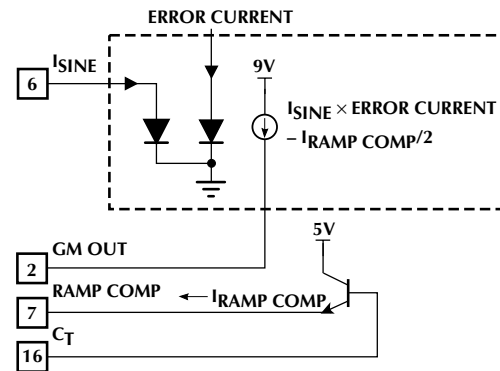 ERROR CURRENT
6 ISINE
9V
ISINE × ERROR CURRENT
– IRAMP COMP/2
GM OUT
2
5V
RAMP COMP
IRAMP COMP
7
CT
16